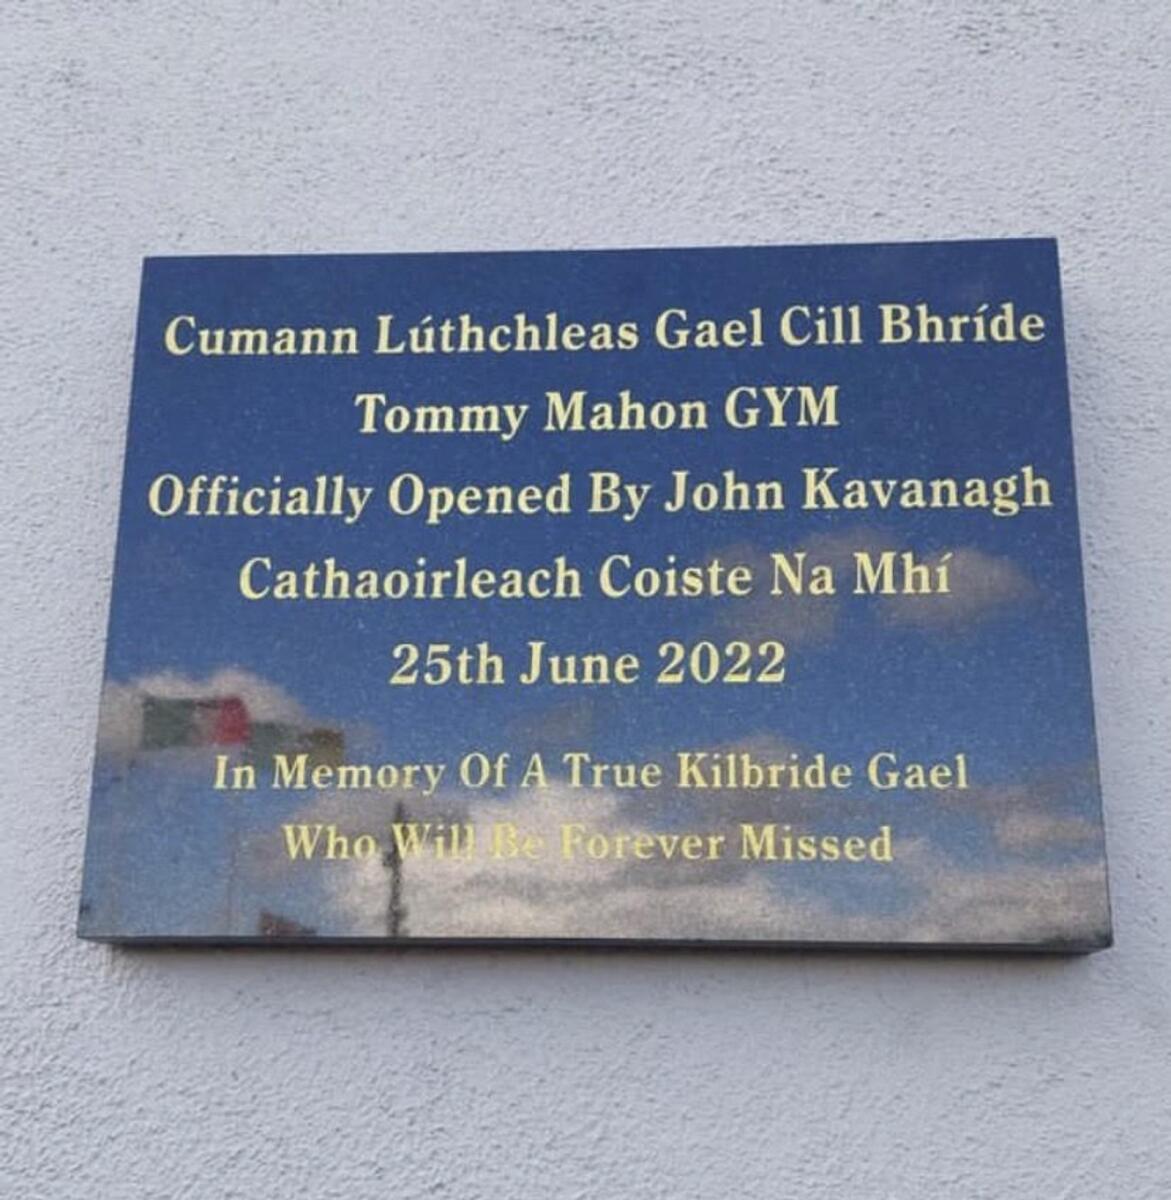 Cumann Lúthchleas Gael Cill Bhríde
Tommy Mahon GYM
Officially Opened By John Kavanagh
Cathaoirleach Coiste Na Mhí
25th June 2022
In Memory Of A True Kilbride Gael
Who Will Be Forever Missed